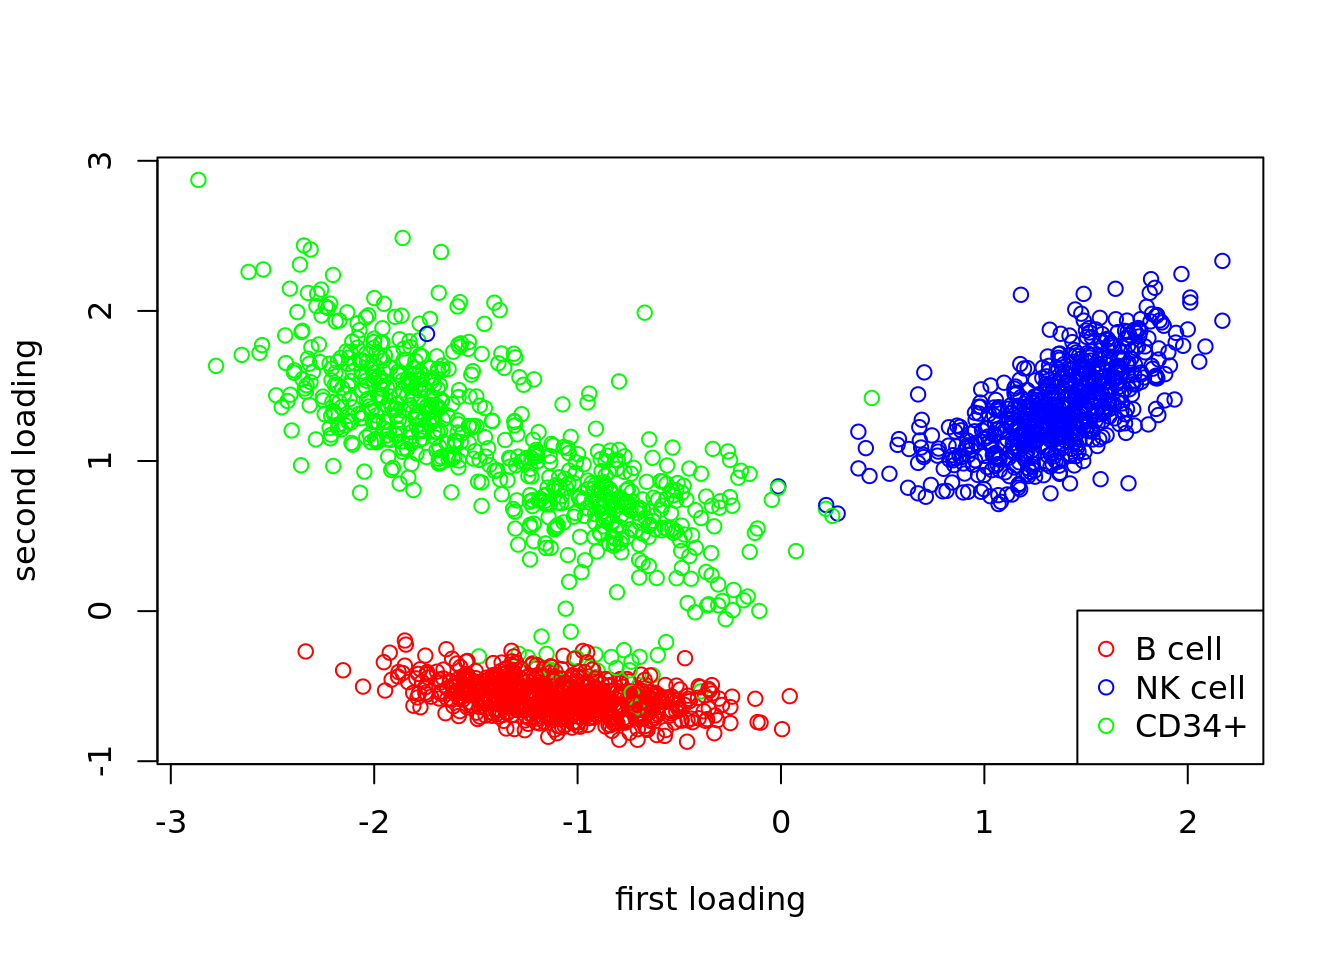 3
2
1
0
-1
second loading
-3
-2
-1
0
1
2
first loading
B cell
NK cell
CD34+